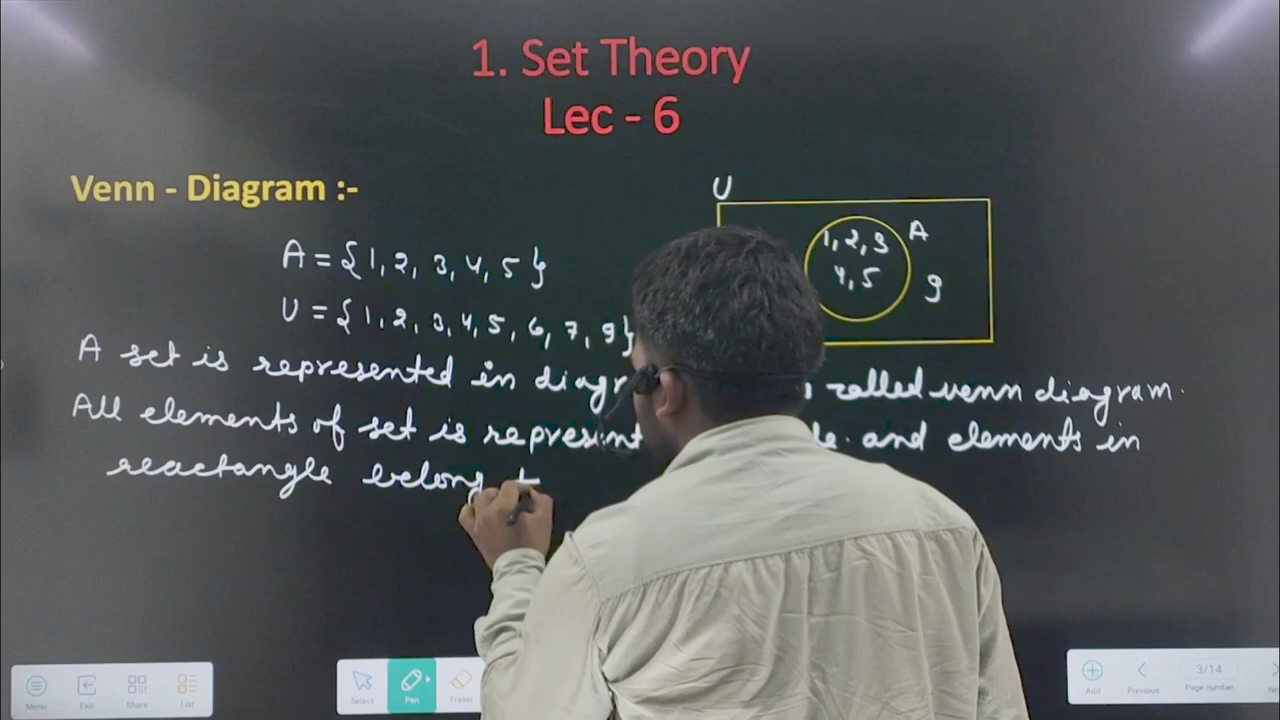 1. Set Theory
Lec - 6
Venn - Diagram :-
U
A = {1, 2, 3, 4, 5}
U = {1, 2, 3, 4, 5, 6, 7, 9}
1, 2, 3
4, 5
A
9
A set is represented in called venn diagram.
All elements of set is and elements in
reactangle belong
Menu
Exit
Share
List
Select
Pen
Eraser
Add
Previous
3/14
Page number